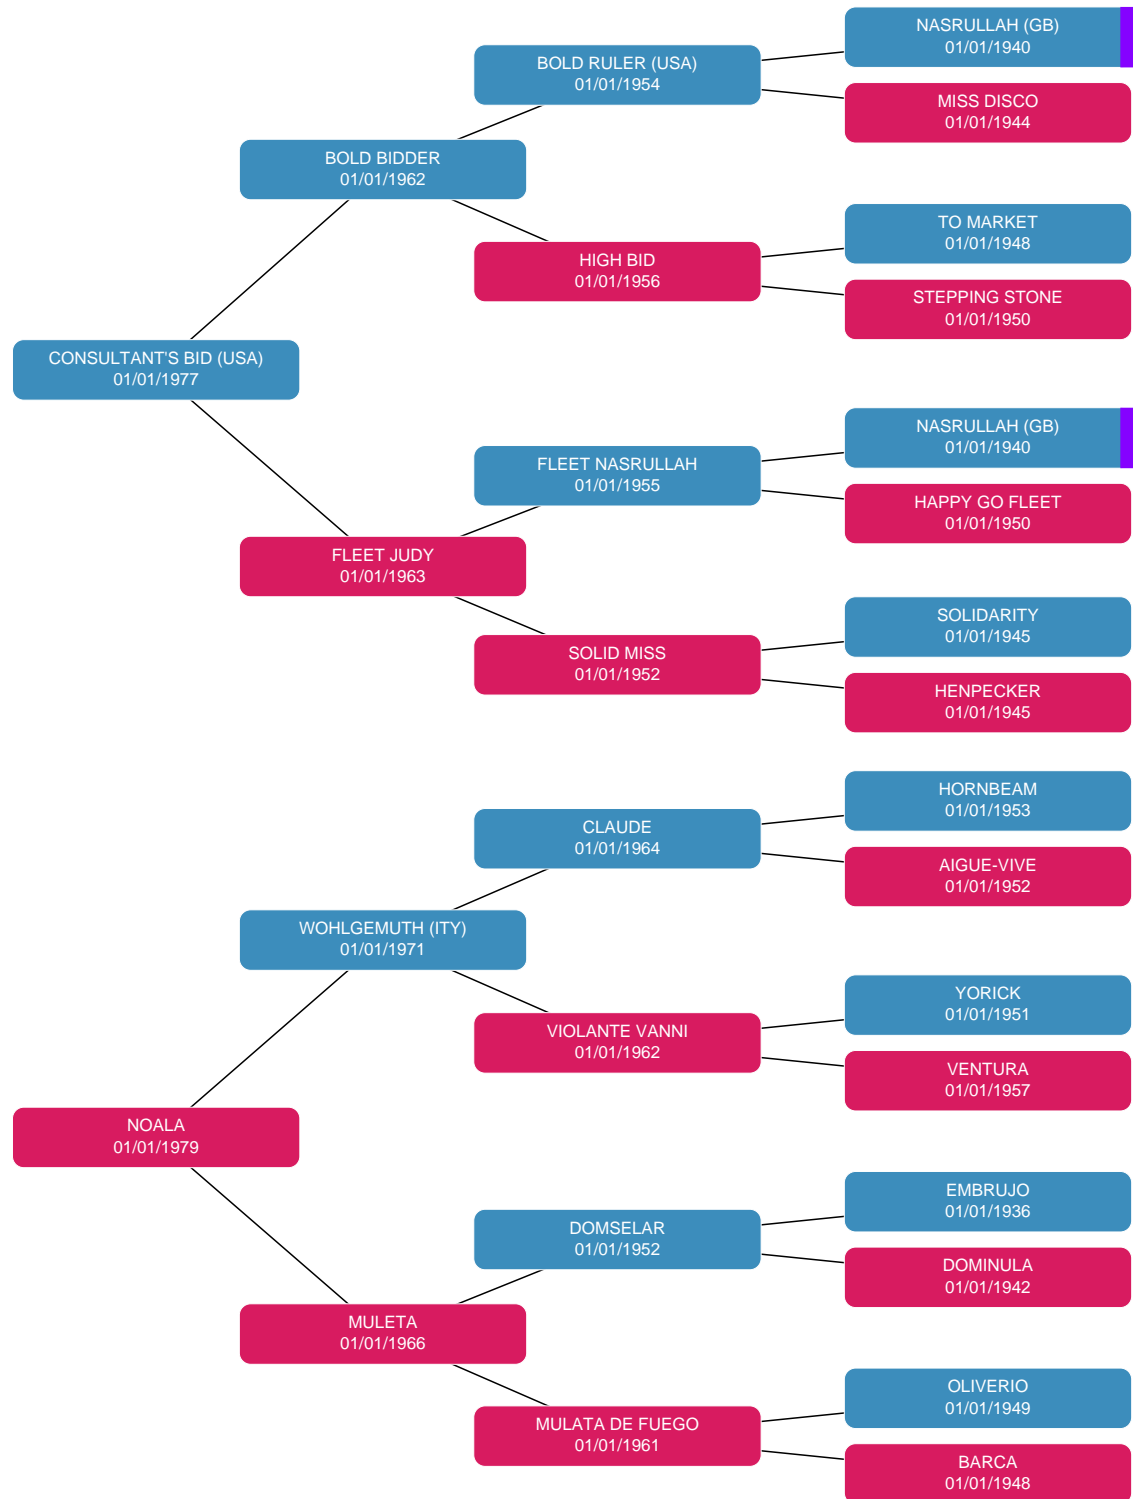 NASRULLAH (GB)
01/01/1940
BOLD RULER (USA)
01/01/1954
MISS DISCO
01/01/1944
BOLD BIDDER
01/01/1962
TO MARKET
01/01/1948
HIGH BID
01/01/1956
STEPPING STONE
01/01/1950
CONSULTANT'S BID (USA)
01/01/1977
NASRULLAH (GB)
01/01/1940
FLEET NASRULLAH
01/01/1955
HAPPY GO FLEET
01/01/1950
FLEET JUDY
01/01/1963
SOLIDARITY
01/01/1945
SOLID MISS
01/01/1952
HENPECKER
01/01/1945
HORNBEAM
01/01/1953
CLAUDE
01/01/1964
AIGUE-VIVE
01/01/1952
WOHLGEMUTH (ITY)
01/01/1971
YORICK
01/01/1951
VIOLANTE VANNI
01/01/1962
VENTURA
01/01/1957
NOALA
01/01/1979
EMBRUJO
01/01/1936
DOMSELAR
01/01/1952
DOMINULA
01/01/1942
MULETA
01/01/1966
OLIVERIO
01/01/1949
MULATA DE FUEGO
01/01/1961
BARCA
01/01/1948